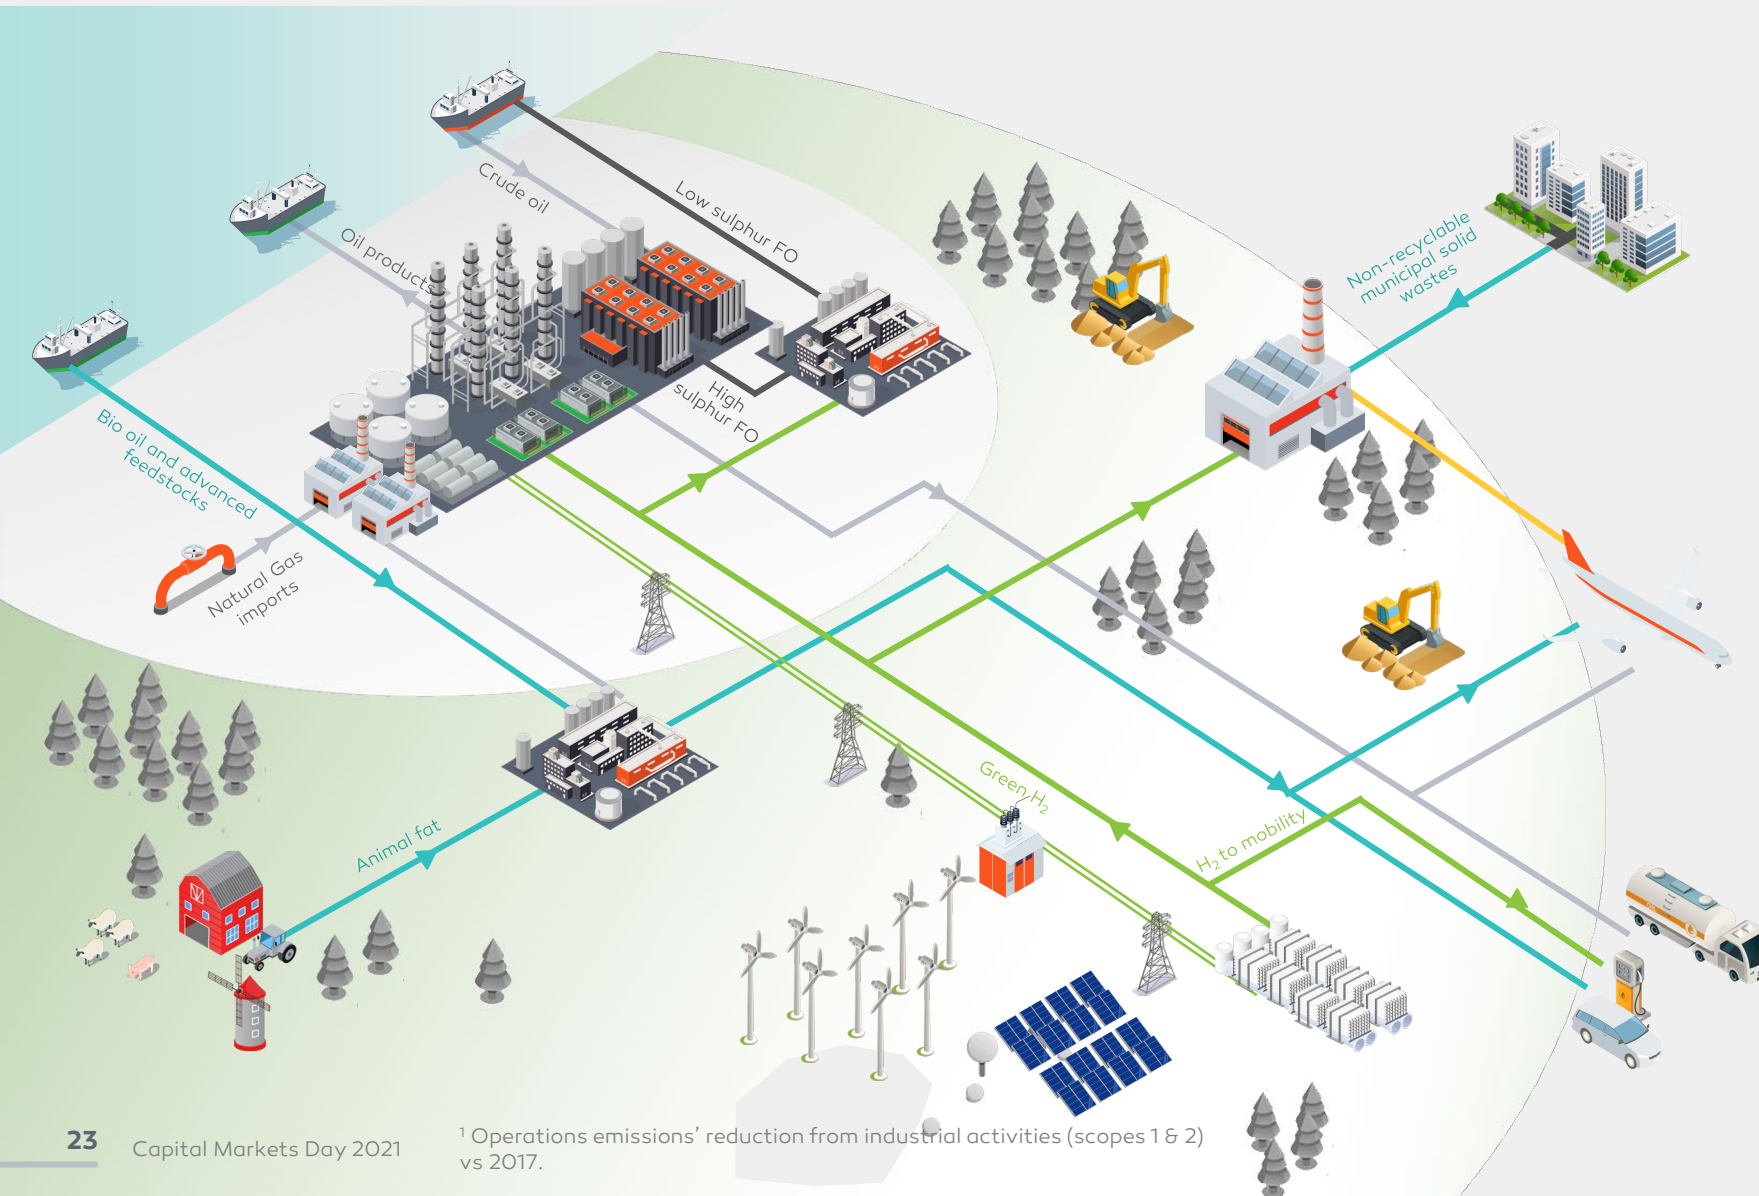 Crude oil
Low sulphur FO
Oil products
Non-recyclable
municipal solid
wastes
High
sulphur FO
Bio oil and advanced
feedstocks
Natural Gas
imports
Green H₂
H₂ to mobility
Animal fat
23
Capital Markets Day 2021
¹ Operations emissions’ reduction from industrial activities (scopes 1 & 2)
vs 2017.